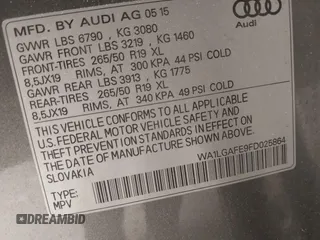 MFD. BY AUDI AG 05 15
Audi
GVWR LBS 6790 , KG 3080
GAWR FRONT LBS 3219 , KG 1460
FRONT-TIRES 265/50 R19 XL
8,5JX19 RIMS, AT 300 KPA 44 PSI COLD
GAWR REAR LBS 3913 , KG 1775
REAR-TIRES 265/50 R19 XL
8,5JX19 RIMS, AT 340 KPA 49 PSI COLD
THIS VEHICLE CONFORMS TO ALL APPLICABLE
U.S.FEDERAL MOTOR VEHICLE SAFETY AND
THEFT PREVENTION STANDARDS IN EFFECT ON
THE DATE OF MANUFACTURE SHOWN ABOVE.
SLOVAKIA
WA1LGAFE9FD025864
TYPE:
MPV
DREAMBID